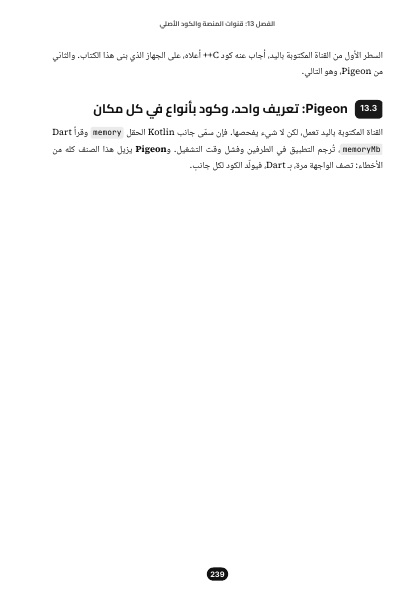 الفصل 13: قنوات المنصة والكود الأصلي
السطر الأول من القناة المكتوبة باليد، أجاب عنه كود C++ أعلاه، على الجهاز الذي بنى هذا الكتاب. والثاني
من Pigeon، وهو التالي.
13.3 Pigeon: تعريف واحد، وكود بأنواع في كل مكان
القناة المكتوبة باليد تعمل، لكن لا شيء يفحصها. فإن سمّى جانب Kotlin الحقل memory وقرأ Dart
memoryMb، تُرجم التطبيق في الطرفين وفشل وقت التشغيل. وPigeon يزيل هذا الصنف كله من
الأخطاء: تصف الواجهة مرة، بـ Dart، فيولّد الكود لكل جانب.
239